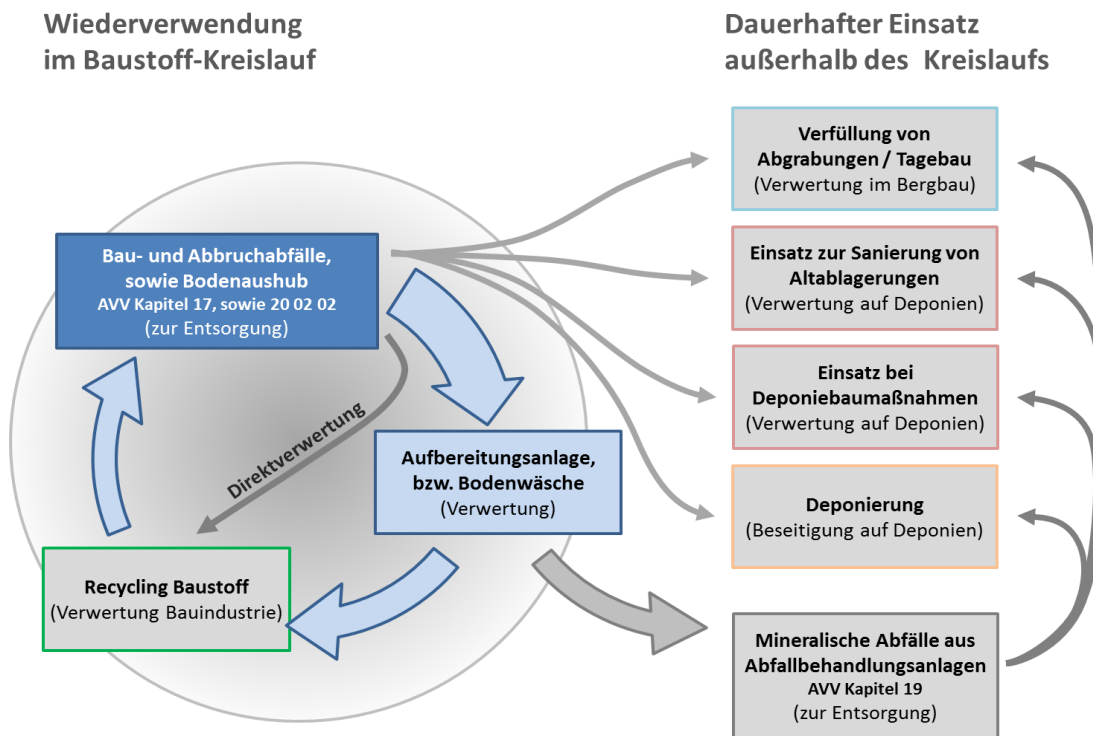 Wiederverwendung
im Baustoff-Kreislauf
Dauerhafter Einsatz
außerhalb des Kreislaufs
Bau- und Abbruchabfälle,
sowie Bodenaushub
AVV Kapitel 17, sowie 20 02 02
(zur Entsorgung)
Direktverwertung
Aufbereitungsanlage,
bzw. Bodenwäsche
(Verwertung)
Recycling Baustoff
(Verwertung Bauindustrie)
Verfüllung von
Abgrabungen / Tagebau
(Verwertung im Bergbau)
Einsatz zur Sanierung von
Altablagerungen
(Verwertung auf Deponien)
Einsatz bei
Deponiebaumaßnahmen
(Verwertung auf Deponien)
Deponierung
(Beseitigung auf Deponien)
Mineralische Abfälle aus
Abfallbehandlungsanlagen
AVV Kapitel 19
(zur Entsorgung)